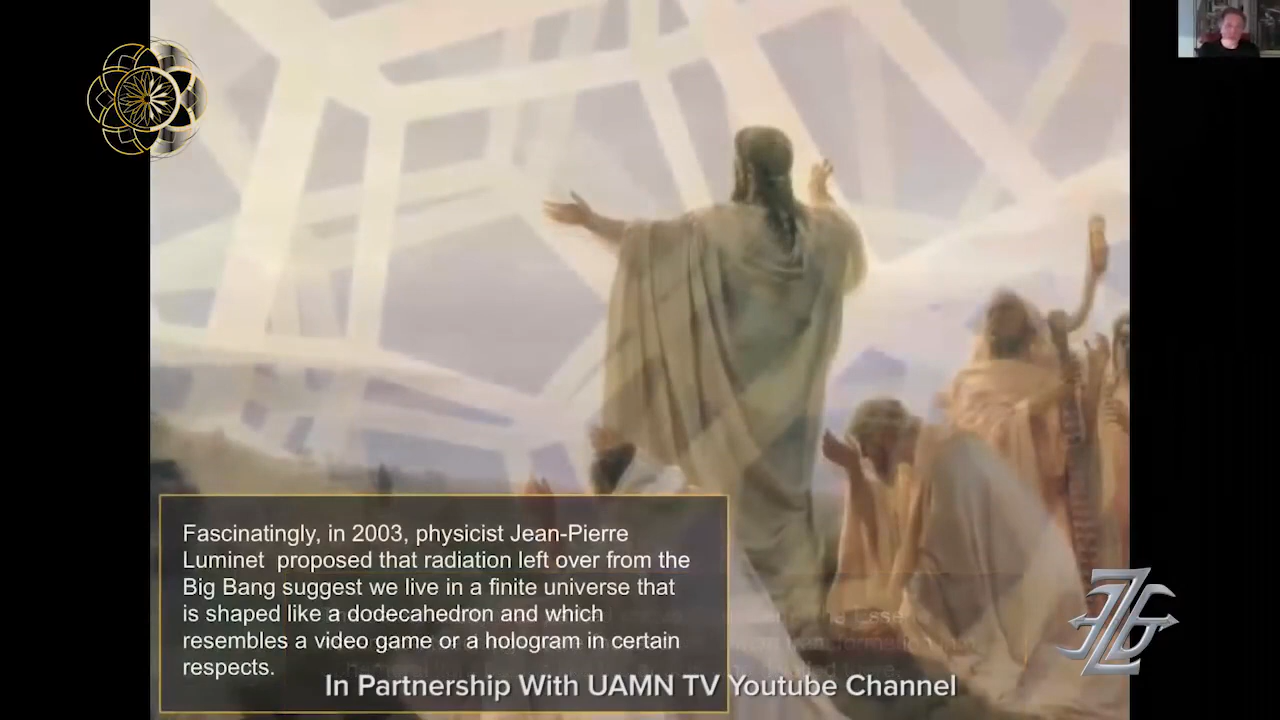 Fascinatingly, in 2003, physicist Jean-Pierre
Luminet proposed that radiation left over from the
Big Bang suggest we live in a finite universe that
is shaped like a dodecahedron and which
resembles a video game or a hologram in certain
respects.
In Partnership With UAMN TV Youtube Channel